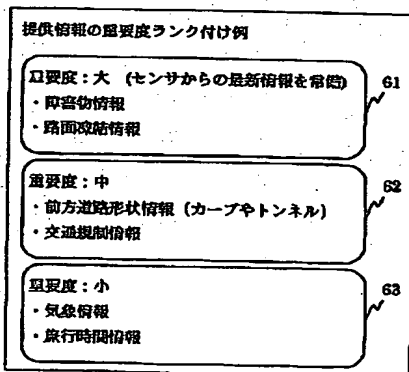 提供情報の重要度ランク付け例
重要度：大 (センサからの最新情報を常備)
61
・障害物情報
・路面凍結情報
重要度：中
62
・前方道路形状情報 (カーブやトンネル)
・交通規制情報
重要度：小
63
・気象情報
・旅行時間情報